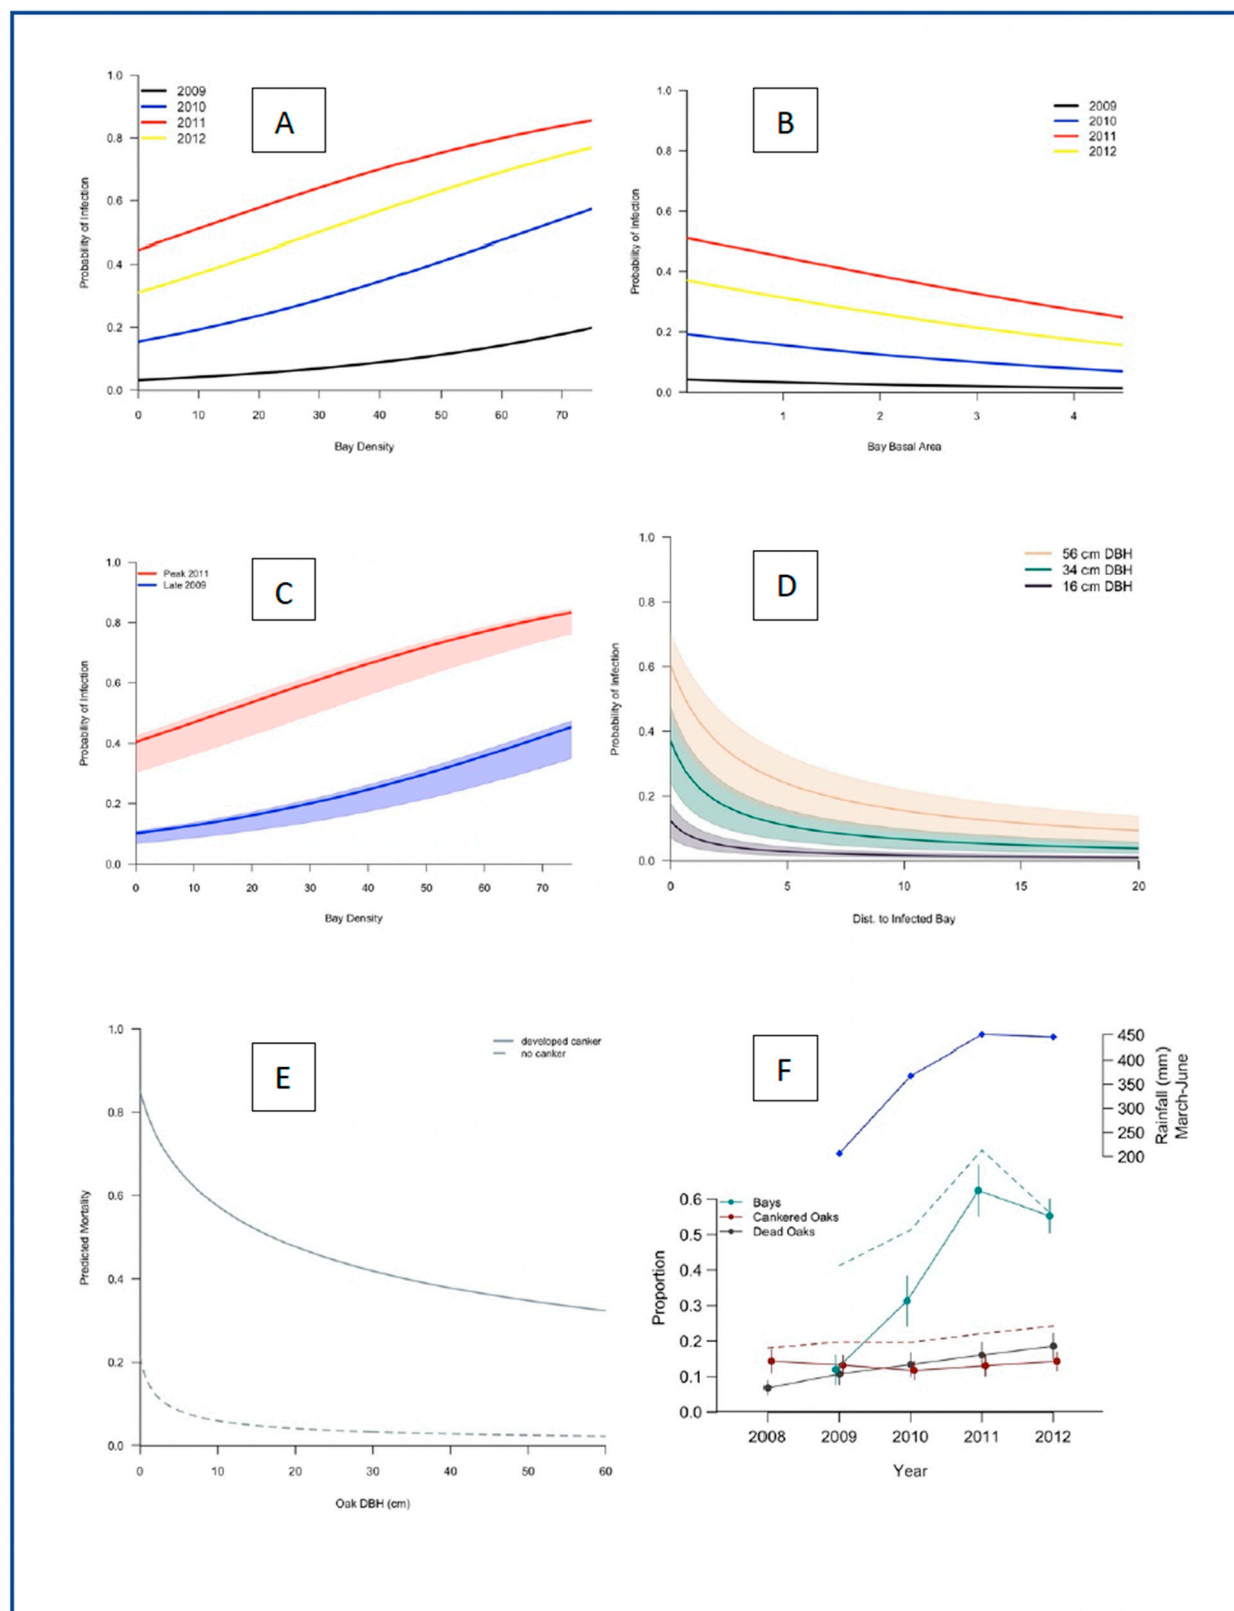 A
2009
2010
2011
2012
Probability of Infection
1.0
0.8
0.6
0.4
0.2
0.0
0 10 20 30 40 50 60 70
Bay Density
B
2009
2010
2011
2012
Probability of Infection
1.0
0.8
0.6
0.4
0.2
0.0
1 2 3 4
Bay Basal Area
C
Peak 2011
Late 2009
Probability of Infection
1.0
0.8
0.6
0.4
0.2
0.0
0 10 20 30 40 50 60 70
Bay Density
D
56 cm DBH
34 cm DBH
16 cm DBH
Probability of Infection
1.0
0.8
0.6
0.4
0.2
0.0
0 5 10 15 20
Dist. to Infected Bay
E
developed canker
no canker
Predicted Mortality
1.0
0.8
0.6
0.4
0.2
0.0
0 10 20 30 40 50 60
Oak DBH (cm)
F
450
400
350
300
250
200
Rainfall (mm)
March-June
Bays
Cankered Oaks
Dead Oaks
Proportion
0.6
0.5
0.4
0.3
0.2
0.1
0.0
2008 2009 2010 2011 2012
Year